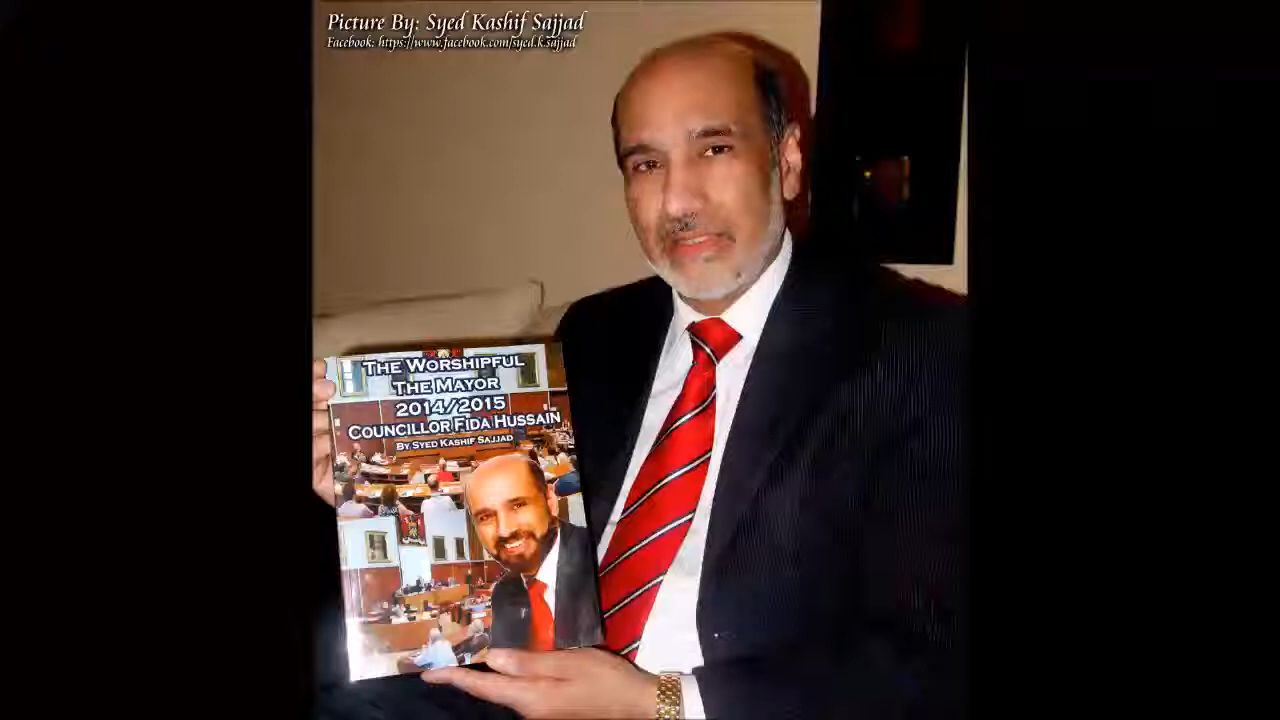 Picture By: Syed Kashif Sajjad
Facebook: https://www.facebook.com/syed.k.sajjad
THE WORSHIPFUL
THE MAYOR
2014/2015
COUNCILLOR FIDA HUSSAIN
BY SYED KASHIF SAJJAD